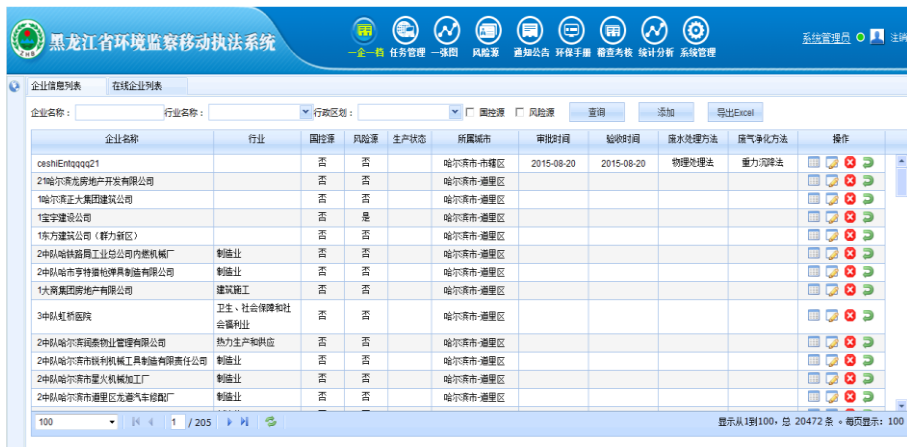 黑龙江省环境监察移动执法系统
一企一档 任务管理 一张图 风险源 通知公告 环保手册 稽查考核 统计分析 系统管理
系统管理员 注销
企业信息列表 在线企业列表
企业名称： 行业名称： 行政区划： 国控源 风险源 查询 添加 导出Excel
企业名称 行业 国控源 风险源 生产状态 所属城市 审批时间 验收时间 废水处理方法 废气净化方法 操作
ceshiEntqqqq21 否 否 哈尔滨市-市辖区 2015-08-20 2015-08-20 物理处理法 重力沉降法
21哈尔滨龙房地产开发有限公司 否 否 哈尔滨市-道里区
1哈尔滨正大集团建筑公司 否 否 哈尔滨市-道里区
1宝宇建设公司 否 是 哈尔滨市-道里区
1东方建筑公司（群力新区） 否 否 哈尔滨市-道里区
2中队哈铁路局工业总公司内燃机械厂 制造业 否 否 哈尔滨市-道里区
2中队哈市亨特猎枪弹具制造有限公司 制造业 否 否 哈尔滨市-道里区
1大商集团房地产有限公司 建筑施工 否 否 哈尔滨市-道里区
3中队虹桥医院 卫生、社会保障和社会福利业 否 否 哈尔滨市-道里区
2中队哈尔滨润泰物业管理有限公司 热力生产和供应 否 否 哈尔滨市-道里区
2中队哈尔滨市锐利机械工具制造有限责任公司 制造业 否 否 哈尔滨市-道里区
2中队哈尔滨市星火机械加工厂 制造业 否 否 哈尔滨市-道里区
2中队哈尔滨市道里区龙道汽车修配厂 制造业 否 否 哈尔滨市-道里区
100 1 / 205 显示从1到100，总 20472 条 。每页显示：100